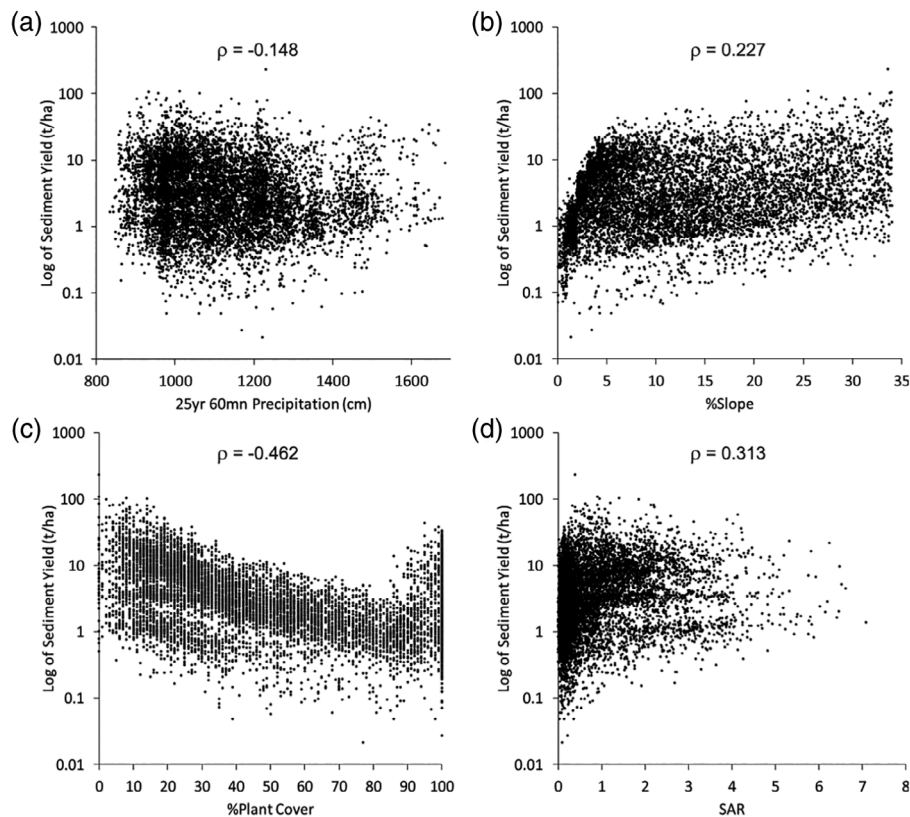 (a)
ρ = -0.148
Log of Sediment Yield (t/ha)
1000
100
10
1
0.1
0.01
800 1000 1200 1400 1600
25yr 60mn Precipitation (cm)
(b)
ρ = 0.227
Log of Sediment Yield (t/ha)
1000
100
10
1
0.1
0.01
0 5 10 15 20 25 30 35
%Slope
(c)
ρ = -0.462
Log of Sediment Yield (t/ha)
1000
100
10
1
0.1
0.01
0 10 20 30 40 50 60 70 80 90 100
%Plant Cover
(d)
ρ = 0.313
Log of Sediment Yield (t/ha)
1000
100
10
1
0.1
0.01
0 1 2 3 4 5 6 7 8
SAR